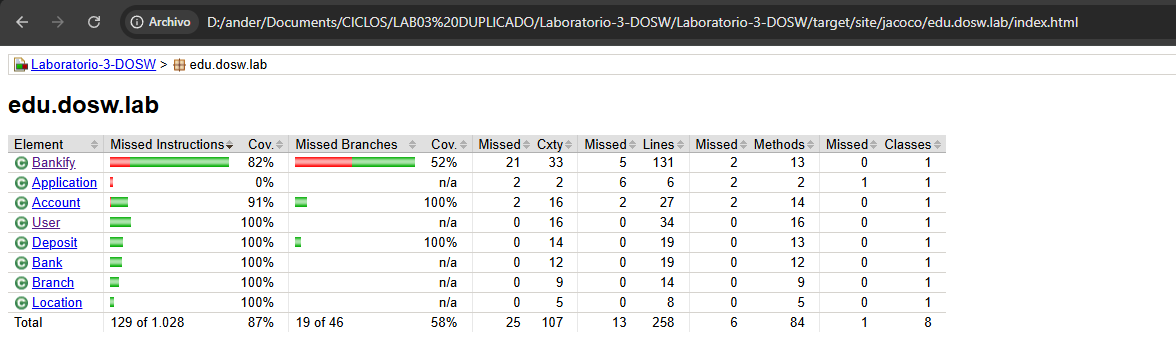 Archivo D:/ander/Documents/CICLOS/LAB03%20DUPLICADO/Laboratorio-3-DOSW/Laboratorio-3-DOSW/target/site/jacoco/edu.dosw.lab/index.html
Laboratorio-3-DOSW > edu.dosw.lab
edu.dosw.lab
Element Missed Instructions Cov. Missed Branches Cov. Missed Cxty Missed Lines Missed Methods Missed Classes
Bankify 82% 52% 21 33 5 131 2 13 0 1
Application 0% n/a 2 2 6 6 2 2 1 1
Account 91% 100% 2 16 2 27 2 14 0 1
User 100% n/a 0 16 0 34 0 16 0 1
Deposit 100% 100% 0 14 0 19 0 13 0 1
Bank 100% n/a 0 12 0 19 0 12 0 1
Branch 100% n/a 0 9 0 14 0 9 0 1
Location 100% n/a 0 5 0 8 0 5 0 1
Total 129 of 1.028 87% 19 of 46 58% 25 107 13 258 6 84 1 8